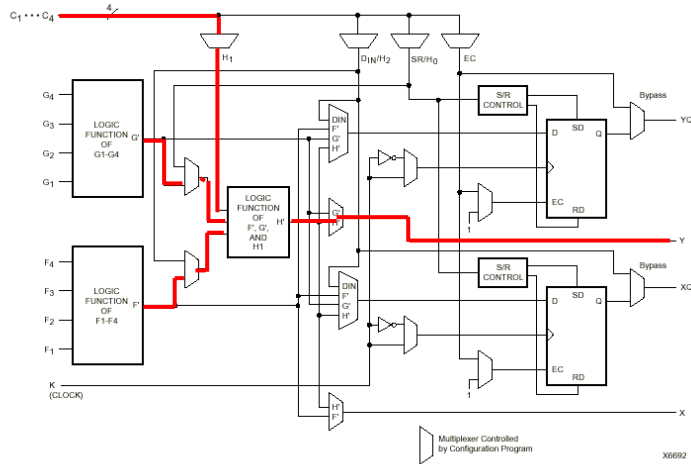 C1 ··· C4
4
H1
DIN/H2
SR/H0
EC
G4
G3
G2
G1
LOGIC
FUNCTION
OF
G1-G4
G'
DIN
F'
G'
H'
S/R
CONTROL
Bypass
D
SD
Q
YQ
EC
RD
1
LOGIC
FUNCTION
OF
F', G',
AND
H1
H'
G'
H'
Y
F4
F3
F2
F1
LOGIC
FUNCTION
OF
F1-F4
F'
DIN
F'
G'
H'
S/R
CONTROL
Bypass
D
SD
Q
XQ
EC
RD
1
K
(CLOCK)
H'
F'
X
Multiplexer Controlled
by Configuration Program
X6692